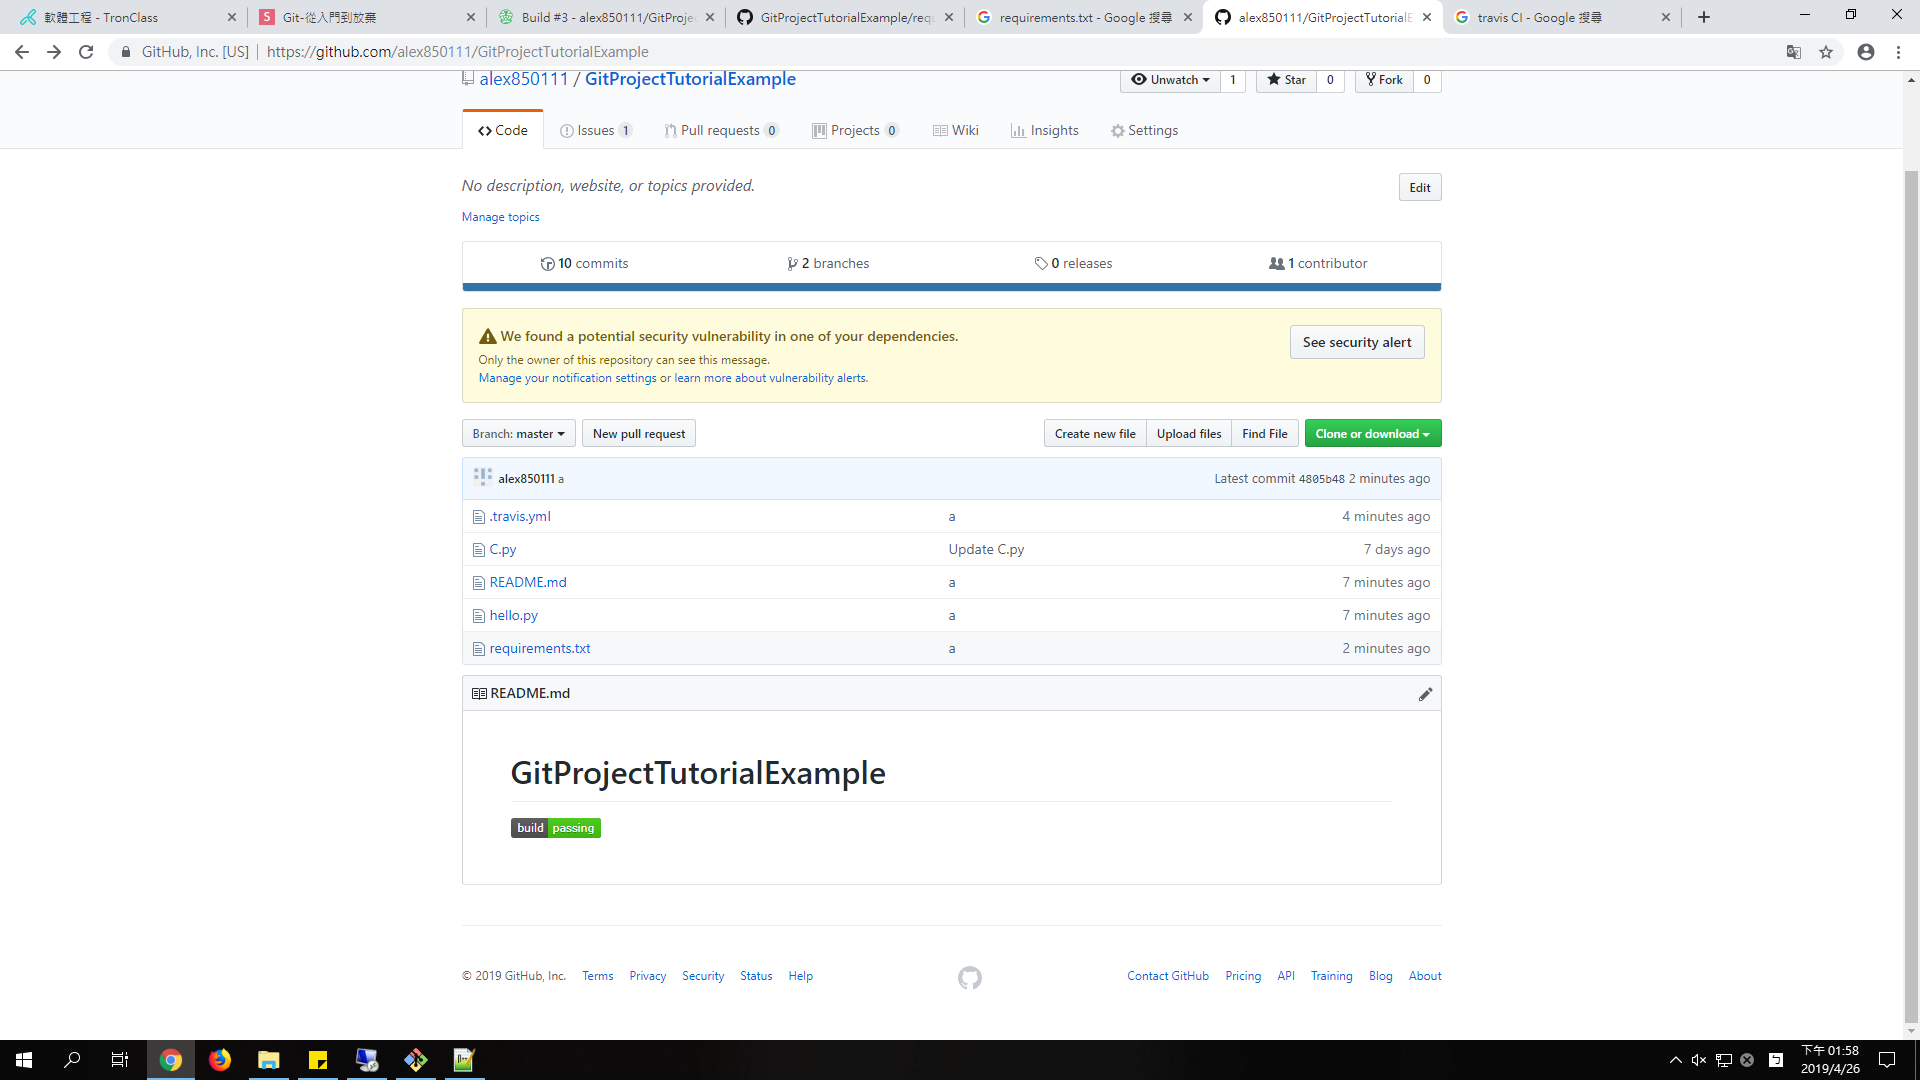 軟體工程 - TronClass
Git-從入門到放棄
Build #3 - alex850111/GitProjec
GitProjectTutorialExample/requ
requirements.txt - Google 搜尋
alex850111/GitProjectTutorialE
travis CI - Google 搜尋
GitHub, Inc. [US] | https://github.com/alex850111/GitProjectTutorialExample
alex850111 / GitProjectTutorialExample
Unwatch 1
Star 0
Fork 0
Code
Issues 1
Pull requests 0
Projects 0
Wiki
Insights
Settings
No description, website, or topics provided.
Edit
Manage topics
10 commits
2 branches
0 releases
1 contributor
We found a potential security vulnerability in one of your dependencies.
See security alert
Only the owner of this repository can see this message.
Manage your notification settings or learn more about vulnerability alerts.
Branch: master
New pull request
Create new file
Upload files
Find File
Clone or download
alex850111 a
Latest commit 4805b48 2 minutes ago
.travis.yml a 4 minutes ago
C.py Update C.py 7 days ago
README.md a 7 minutes ago
hello.py a 7 minutes ago
requirements.txt a 2 minutes ago
README.md
GitProjectTutorialExample
build passing
© 2019 GitHub, Inc.
Terms
Privacy
Security
Status
Help
Contact GitHub
Pricing
API
Training
Blog
About
下午 01:58
2019/4/26